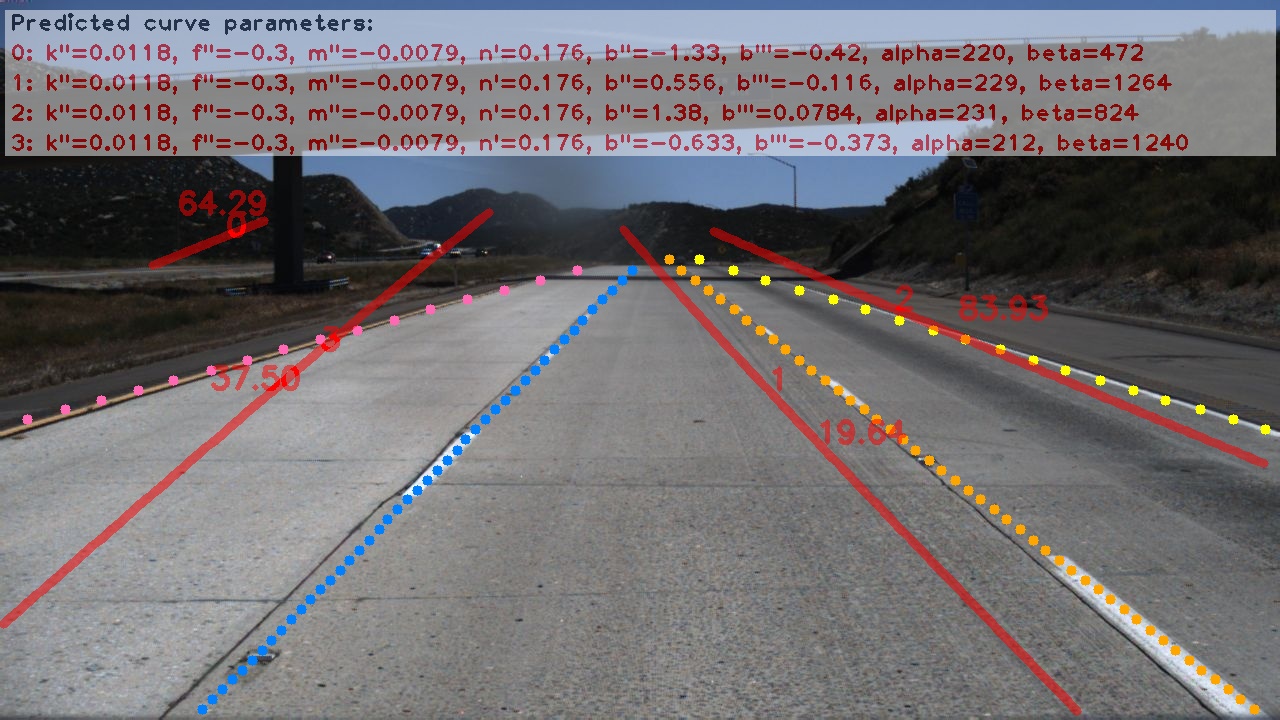 Predicted curve parameters:
0: k''=0.0118, f''=-0.3, m''=-0.0079, n'=0.176, b''=-1.33, b'''=-0.42, alpha=220, beta=472
1: k''=0.0118, f''=-0.3, m''=-0.0079, n'=0.176, b''=0.556, b'''=-0.116, alpha=229, beta=1264
2: k''=0.0118, f''=-0.3, m''=-0.0079, n'=0.176, b''=1.38, b'''=0.0784, alpha=231, beta=824
3: k''=0.0118, f''=-0.3, m''=-0.0079, n'=0.176, b''=-0.633, b'''=-0.373, alpha=212, beta=1240
64.29
0
2
83.93
3
37.50
1
19.64